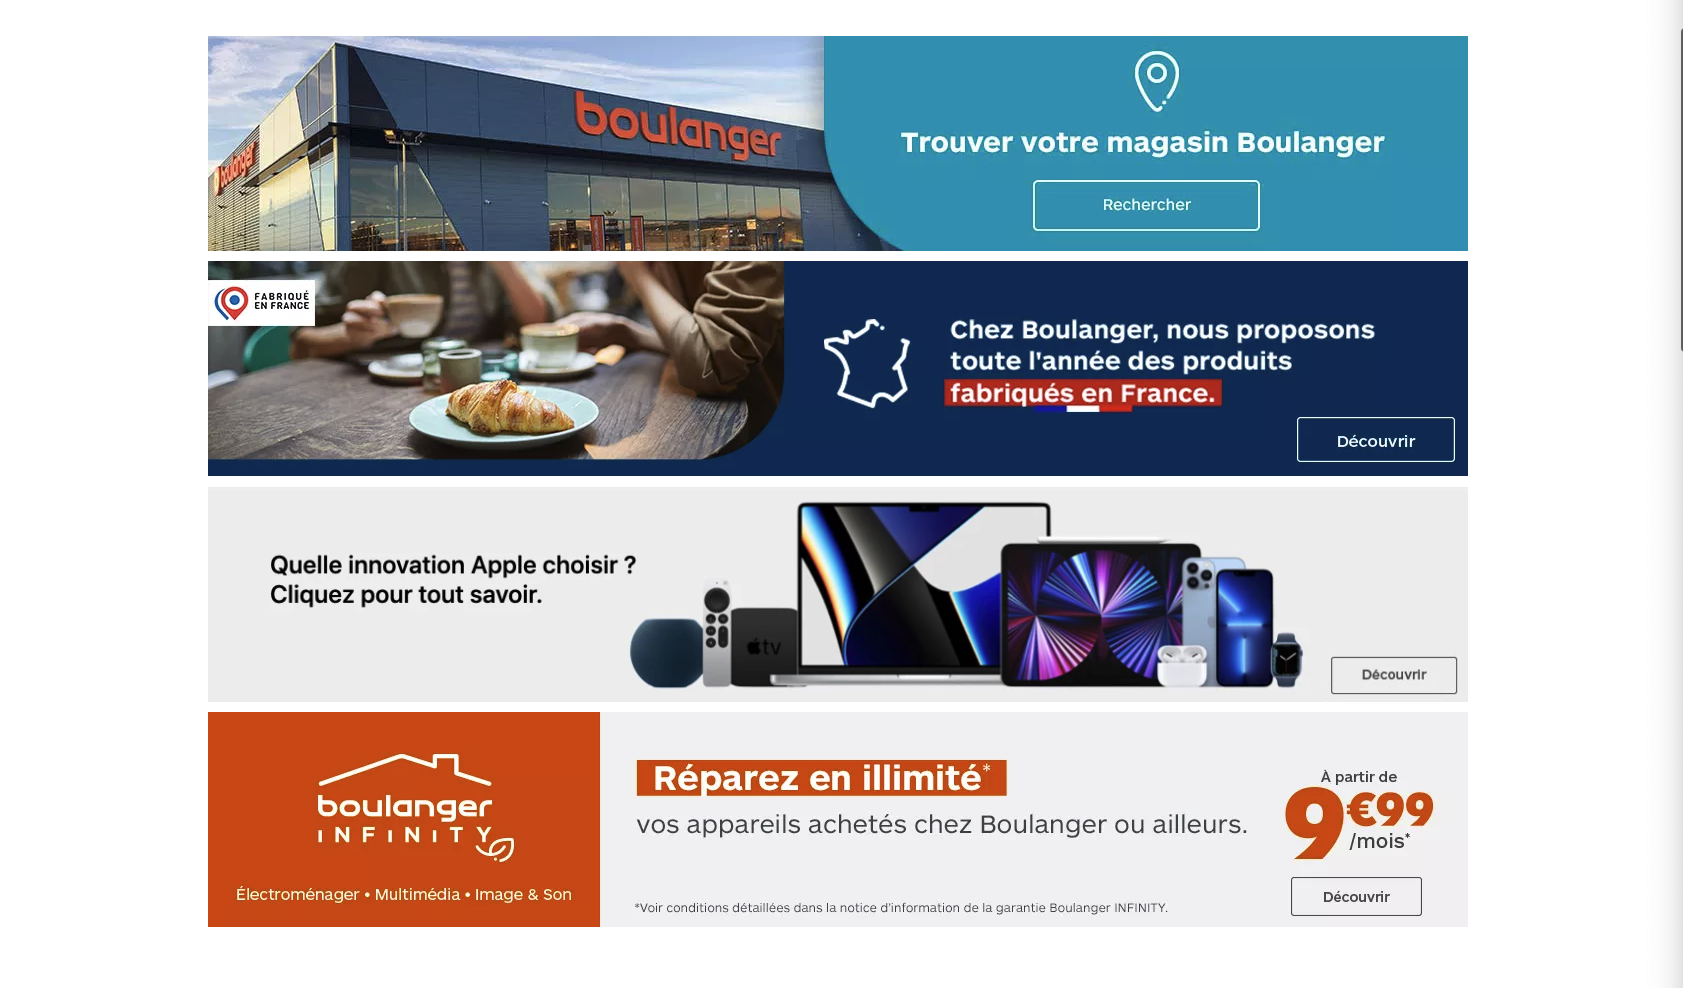 boulanger
boulanger
Trouver votre magasin Boulanger
Rechercher
FABRIQUÉ
EN FRANCE
Chez Boulanger, nous proposons
toute l'année des produits
fabriqués en France.
Découvrir
Quelle innovation Apple choisir ?
Cliquez pour tout savoir.
tv
Découvrir
boulanger
INFINITY
Électroménager • Multimédia • Image & Son
Réparez en illimité*
vos appareils achetés chez Boulanger ou ailleurs.
*Voir conditions détaillées dans la notice d'information de la garantie Boulanger INFINITY.
À partir de
9€99
/mois*
Découvrir